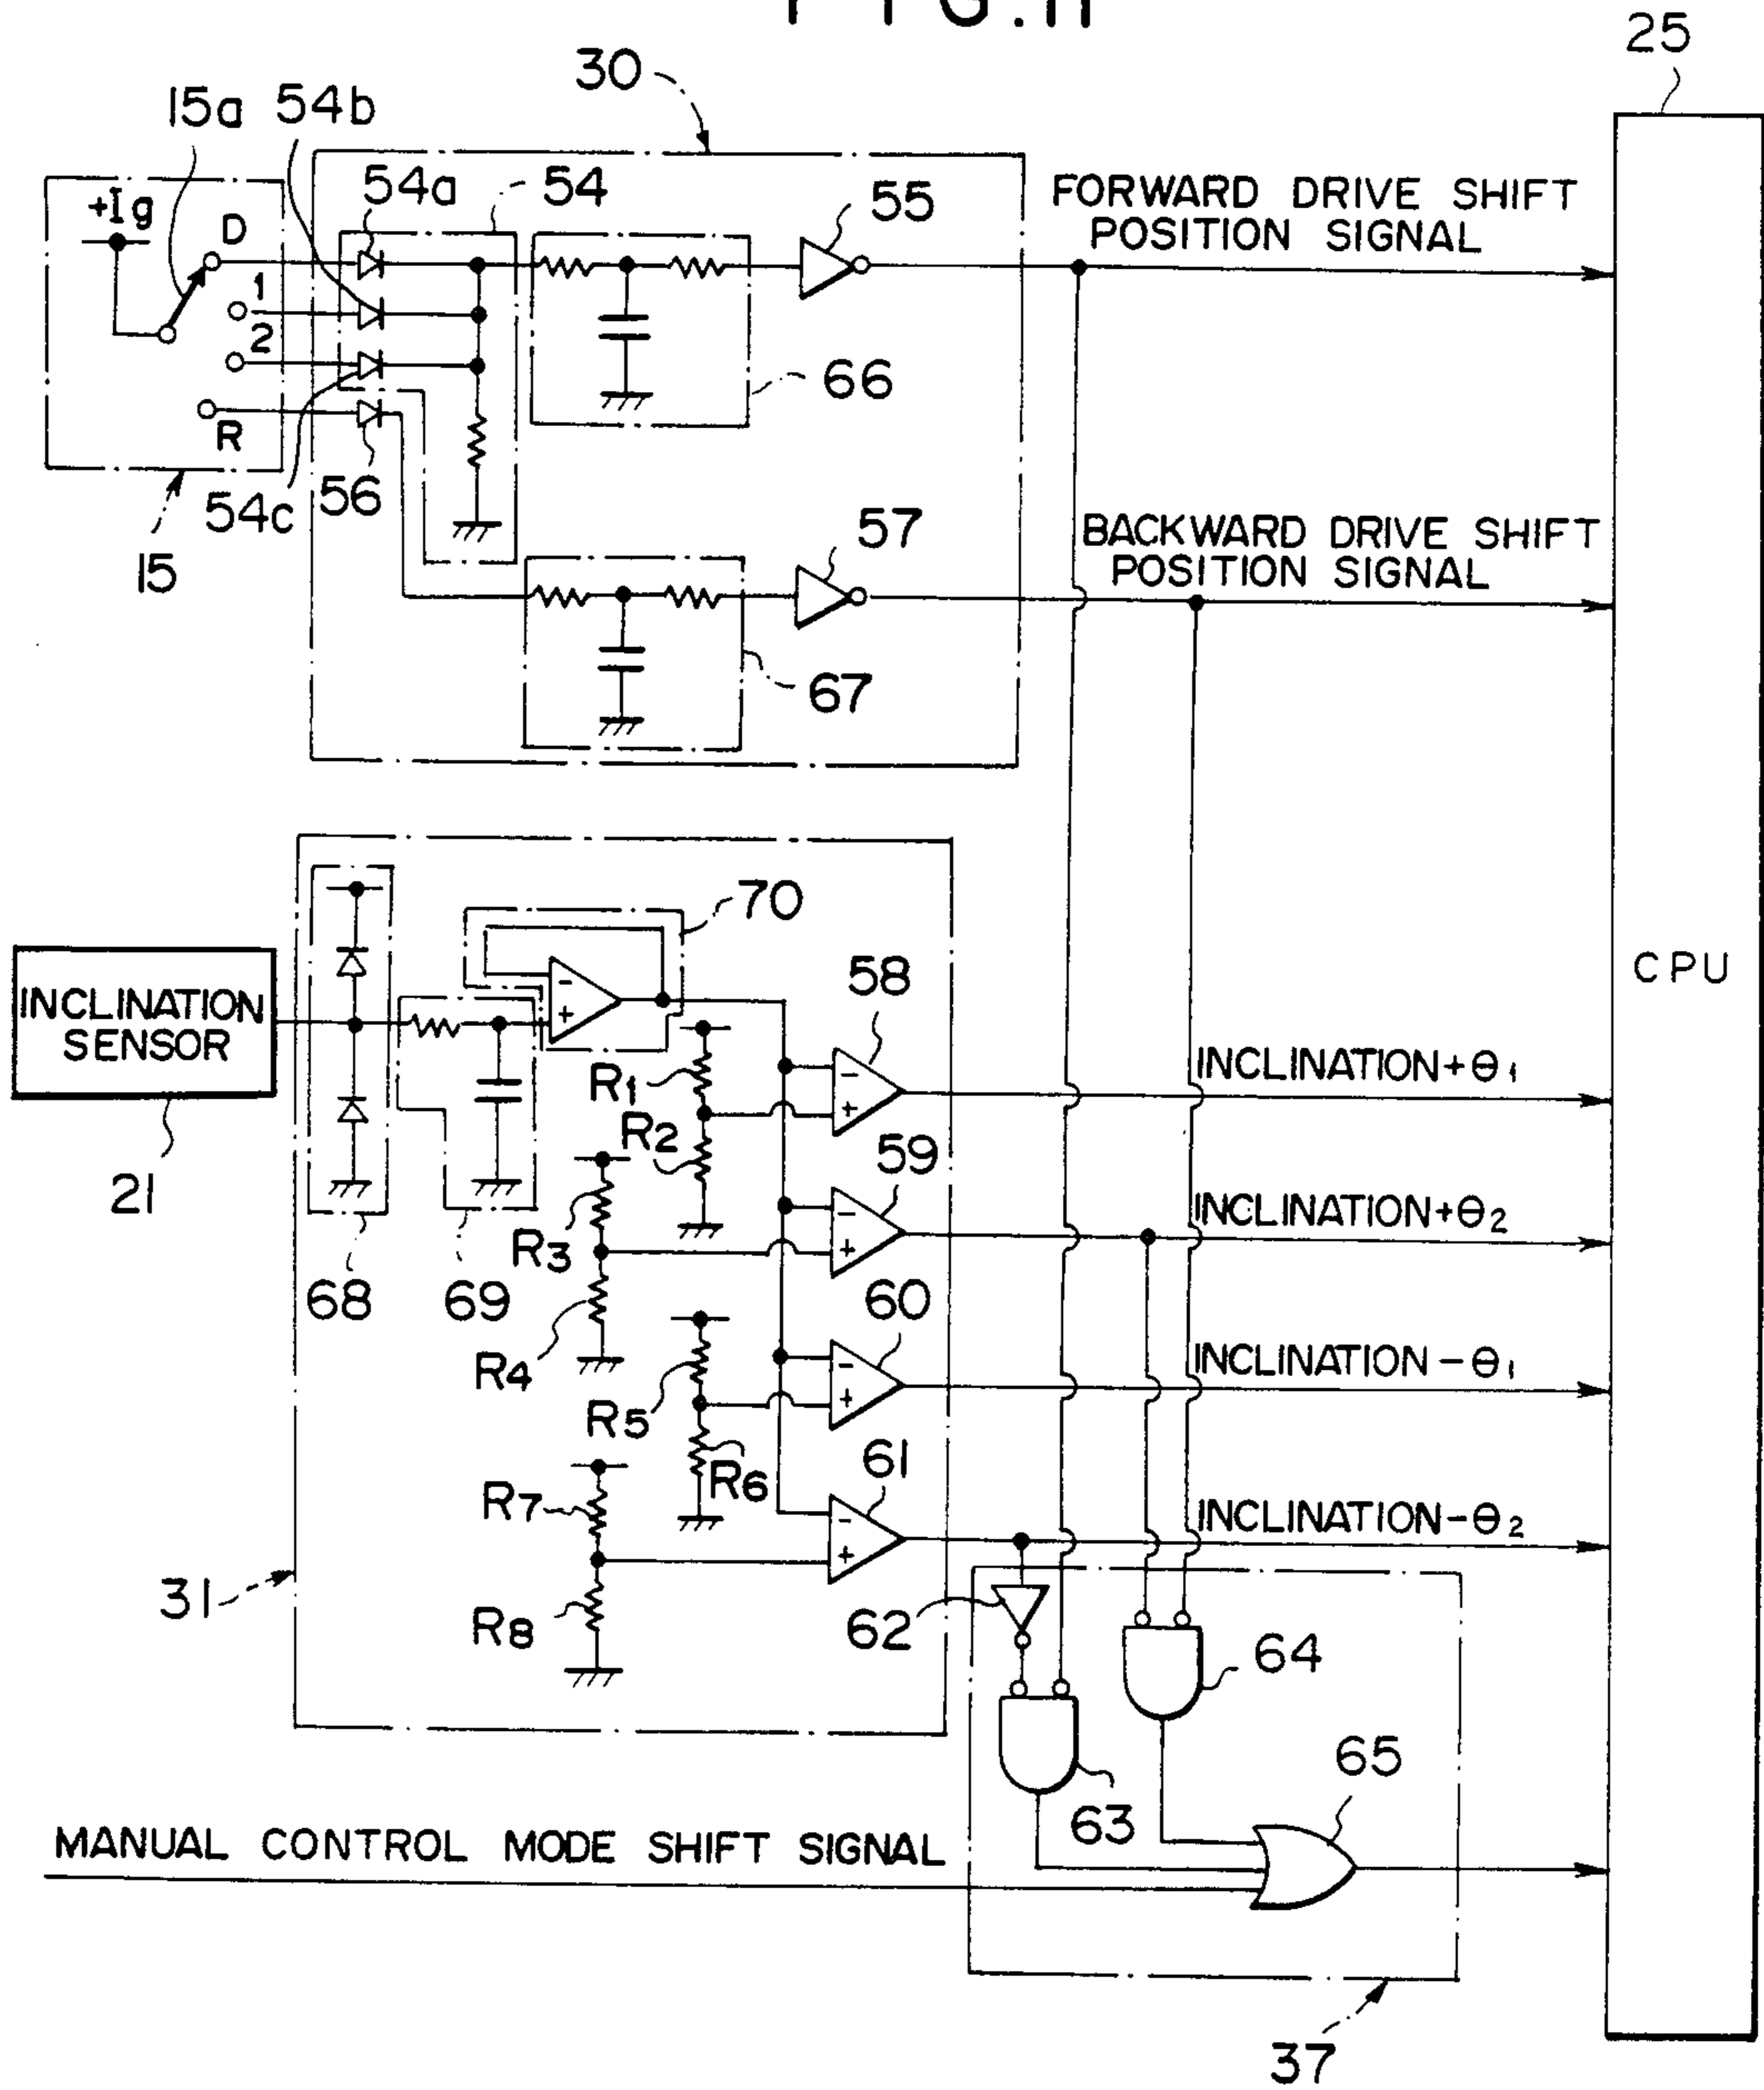 FIG.11
25
30
15a 54b
54a 54
55
+Ig
D
1
2
R
FORWARD DRIVE SHIFT
POSITION SIGNAL
66
54c 56
15
57
BACKWARD DRIVE SHIFT
POSITION SIGNAL
67
70
INCLINATION
SENSOR
21
-
+
58
CPU
R1
R2
-
+
INCLINATION+θ1
59
R3
-
+
INCLINATION+θ2
68 69
R4
60
R5
-
+
INCLINATION-θ1
R6
61
R7
-
+
INCLINATION-θ2
31
R8
62
64
63
65
MANUAL CONTROL MODE SHIFT SIGNAL
37